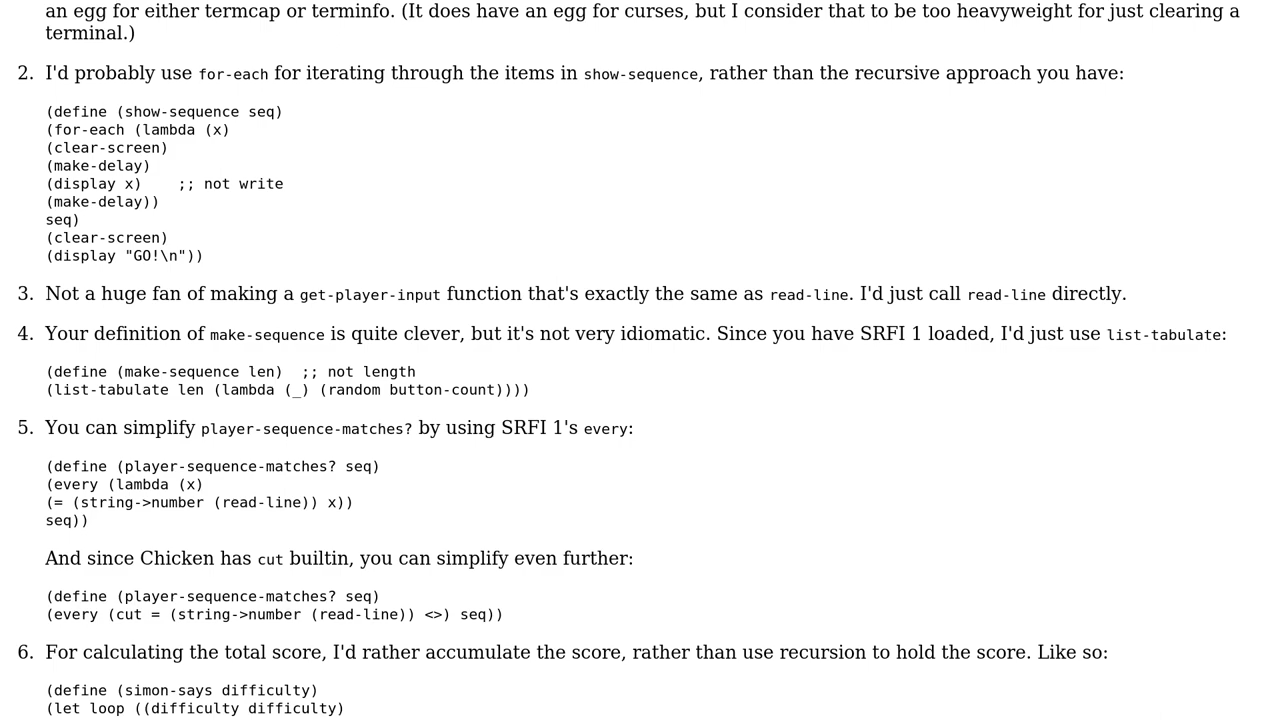 an egg for either termcap or terminfo. (It does have an egg for curses, but I consider that to be too heavyweight for just clearing a
terminal.)
2. I'd probably use for-each for iterating through the items in show-sequence, rather than the recursive approach you have:
(define (show-sequence seq)
(for-each (lambda (x)
(clear-screen)
(make-delay)
(display x)    ;; not write
(make-delay))
seq)
(clear-screen)
(display "GO!\n"))
3. Not a huge fan of making a get-player-input function that's exactly the same as read-line. I'd just call read-line directly.
4. Your definition of make-sequence is quite clever, but it's not very idiomatic. Since you have SRFI 1 loaded, I'd just use list-tabulate:
(define (make-sequence len)  ;; not length
(list-tabulate len (lambda (_) (random button-count))))
5. You can simplify player-sequence-matches? by using SRFI 1's every:
(define (player-sequence-matches? seq)
(every (lambda (x)
(= (string->number (read-line)) x))
seq))
And since Chicken has cut builtin, you can simplify even further:
(define (player-sequence-matches? seq)
(every (cut = (string->number (read-line)) <>) seq))
6. For calculating the total score, I'd rather accumulate the score, rather than use recursion to hold the score. Like so:
(define (simon-says difficulty)
(let loop ((difficulty difficulty)